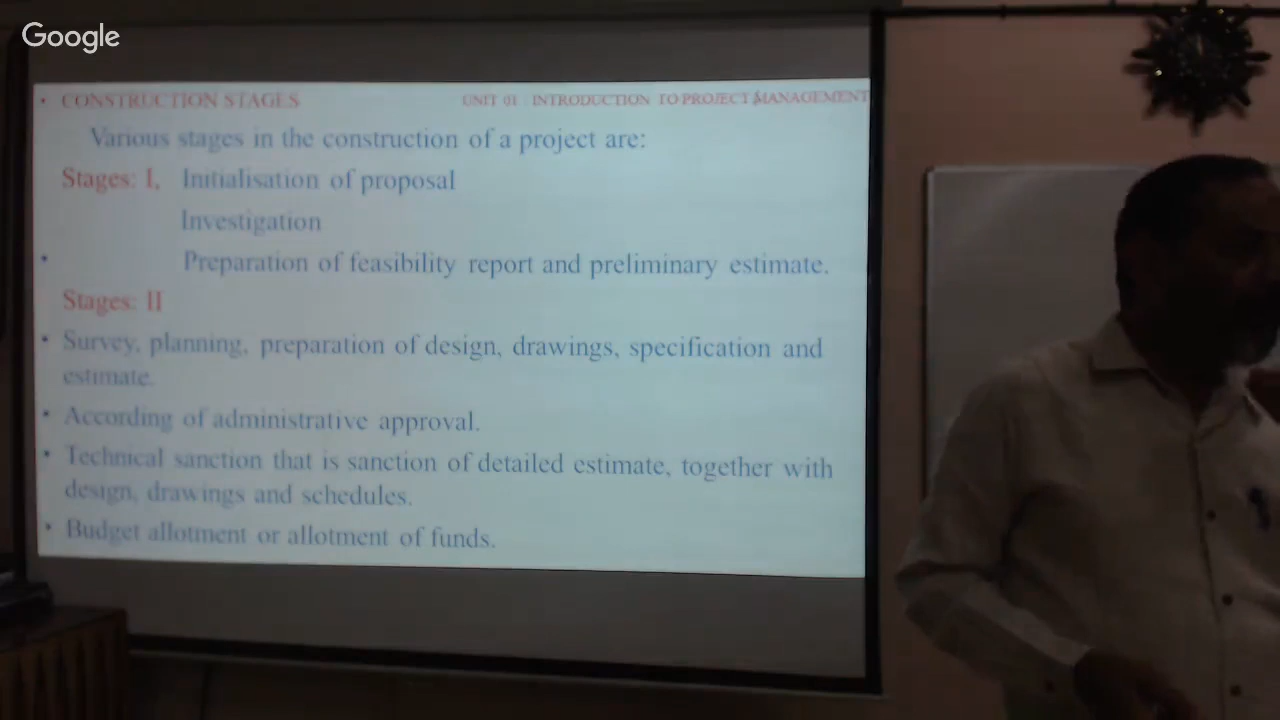 Google
• CONSTRUCTION STAGES UNIT 01 : INTRODUCTION TO PROJECT MANAGEMENT
Various stages in the construction of a project are:
Stages: I, Initialisation of proposal
Investigation
• Preparation of feasibility report and preliminary estimate.
Stages: II
• Survey, planning, preparation of design, drawings, specification and
estimate.
• According of administrative approval.
• Technical sanction that is sanction of detailed estimate, together with
design, drawings and schedules.
• Budget allotment or allotment of funds.